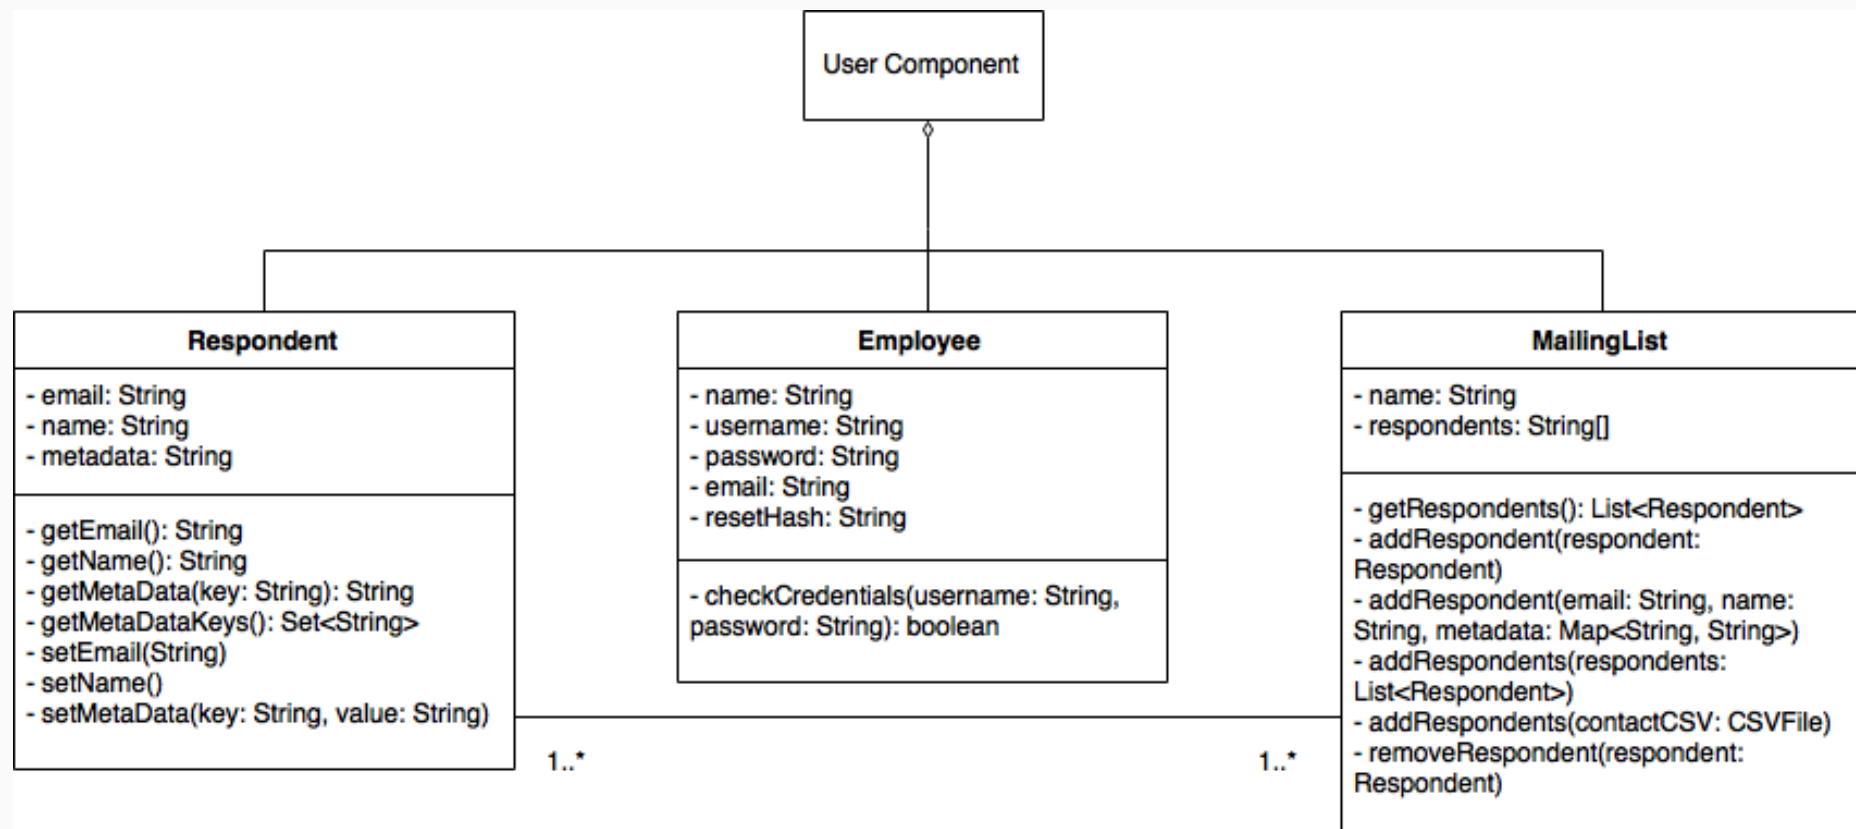 User Component
Respondent
- email: String
- name: String
- metadata: String
- getEmail(): String
- getName(): String
- getMetaData(key: String): String
- getMetaDataKeys(): Set<String>
- setEmail(String)
- setName()
- setMetaData(key: String, value: String)
Employee
- name: String
- username: String
- password: String
- email: String
- resetHash: String
- checkCredentials(username: String,
password: String): boolean
MailingList
- name: String
- respondents: String[]
- getRespondents(): List<Respondent>
- addRespondent(respondent:
Respondent)
- addRespondent(email: String, name:
String, metadata: Map<String, String>)
- addRespondents(respondents:
List<Respondent>)
- addRespondents(contactCSV: CSVFile)
- removeRespondent(respondent:
Respondent)
1..*
1..*